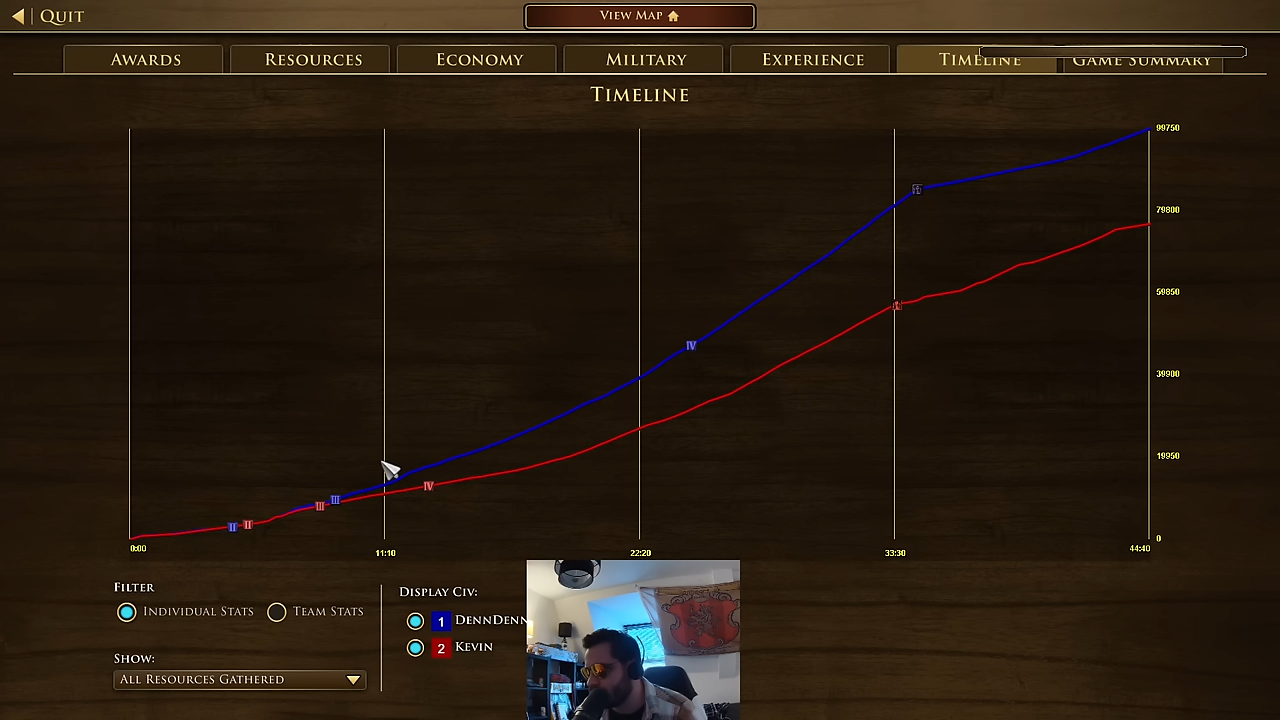 QUIT
VIEW MAP
AWARDS
RESOURCES
ECONOMY
MILITARY
EXPERIENCE
TIMELINE
GAME SUMMARY
TIMELINE
99750
79800
59850
39900
19950
0
IV
IV
III
III
II
II
0:00
11:10
22:20
33:30
44:40
FILTER
INDIVIDUAL STATS
TEAM STATS
SHOW:
ALL RESOURCES GATHERED
DISPLAY CIV:
1 DENNDENN
2 KEVIN